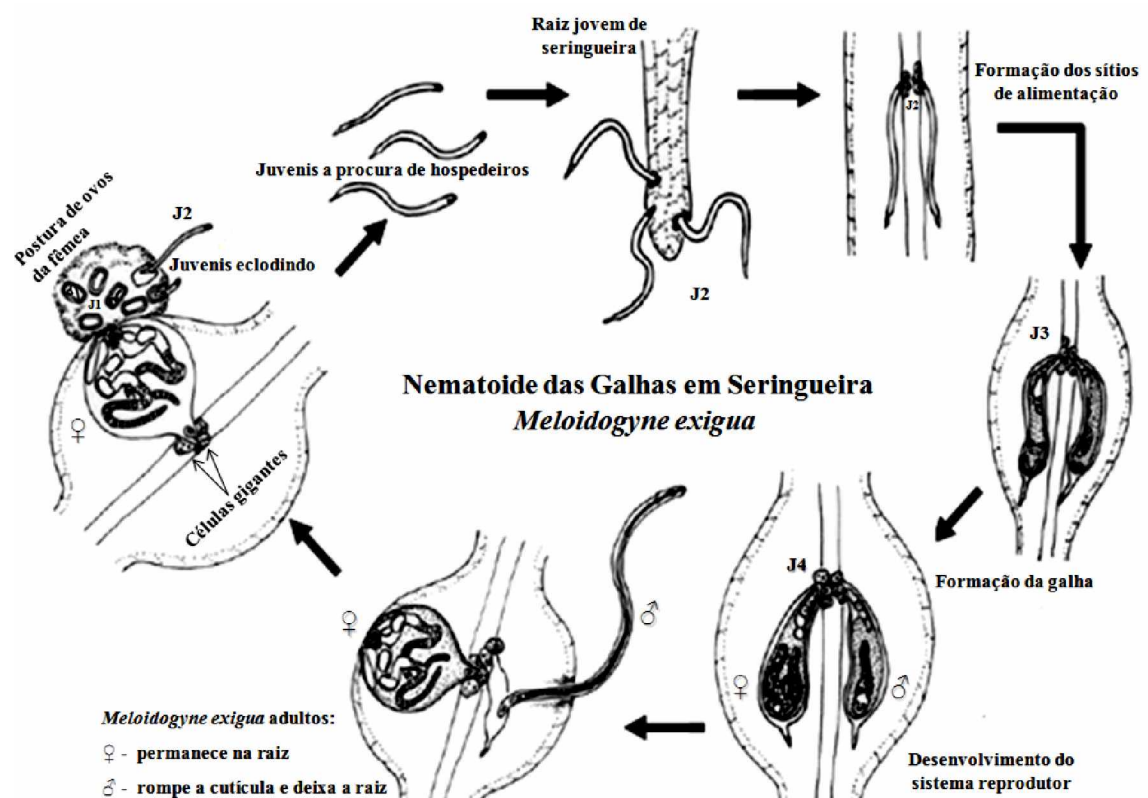 Raiz jovem de
seringueira
Formação dos sítios
de alimentação
J2
Juvenis a procura de hospedeiros
Postura de ovos
da fêmea
J2
Juvenis eclodindo
J1
J2
J3
Nematoide das Galhas em Seringueira
Meloidogyne exigua
♀
Células gigantes
J4
Formação da galha
♀
♂
♀
♂
Meloidogyne exigua adultos:
♀ - permanece na raiz
♂ - rompe a cutícula e deixa a raiz
Desenvolvimento do
sistema reprodutor